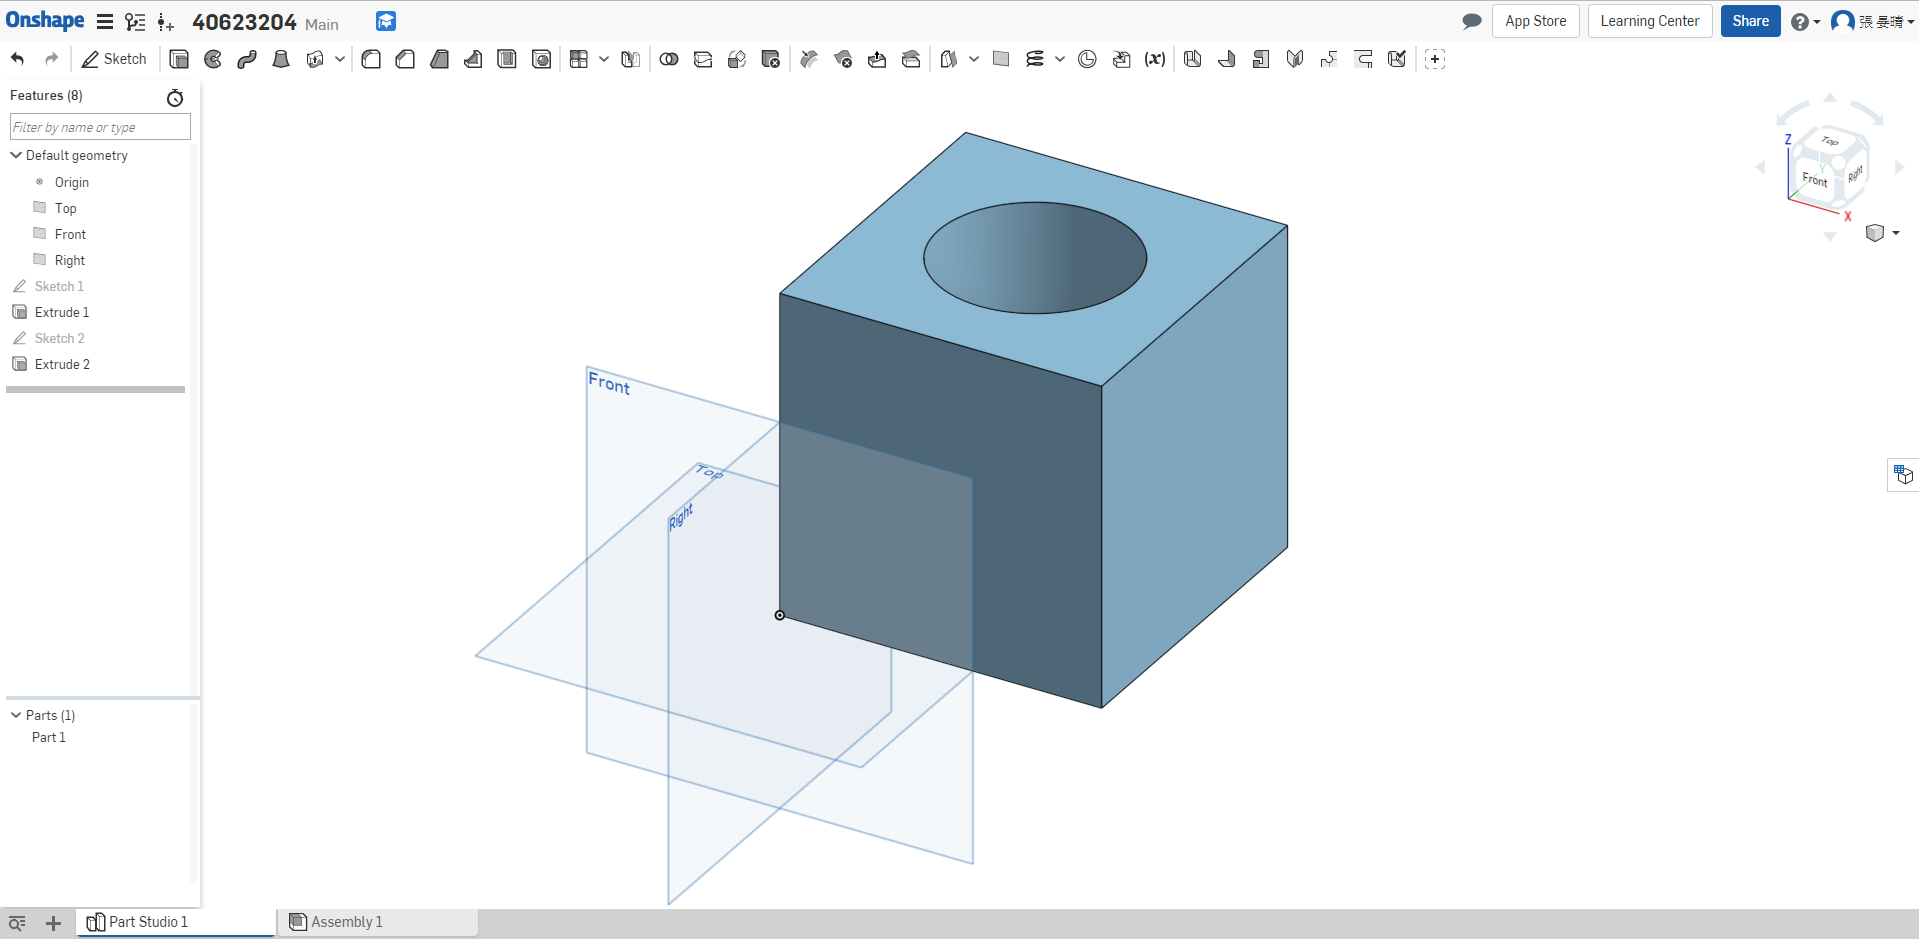 Onshape
40623204 Main
App Store
Learning Center
Share
張 晏晴
Sketch
(x)
Features (8)
Filter by name or type
Default geometry
Origin
Top
Front
Right
Sketch 1
Extrude 1
Sketch 2
Extrude 2
Parts (1)
Part 1
Front
Top
Right
Z
Top
Y
Front
Right
X
Part Studio 1
Assembly 1